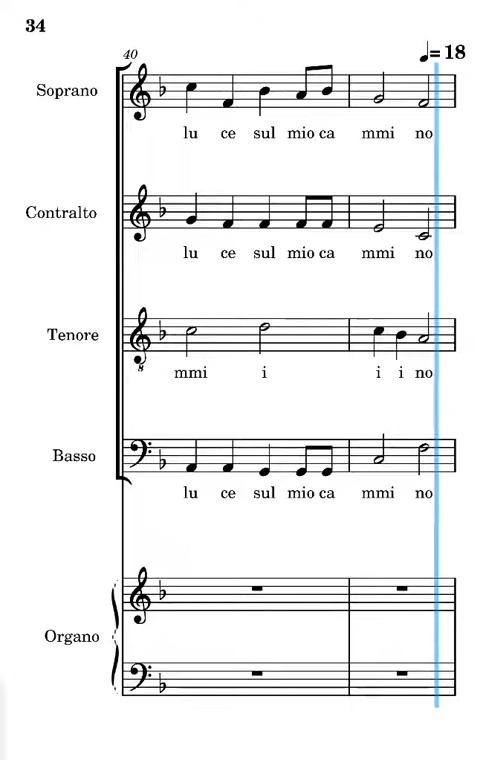 34
40
♩= 18
Soprano
lu ce sul mio ca mmi no
Contralto
lu ce sul mio ca mmi no
Tenore
8
mmi i i i no
Basso
lu ce sul mio ca mmi no
Organo